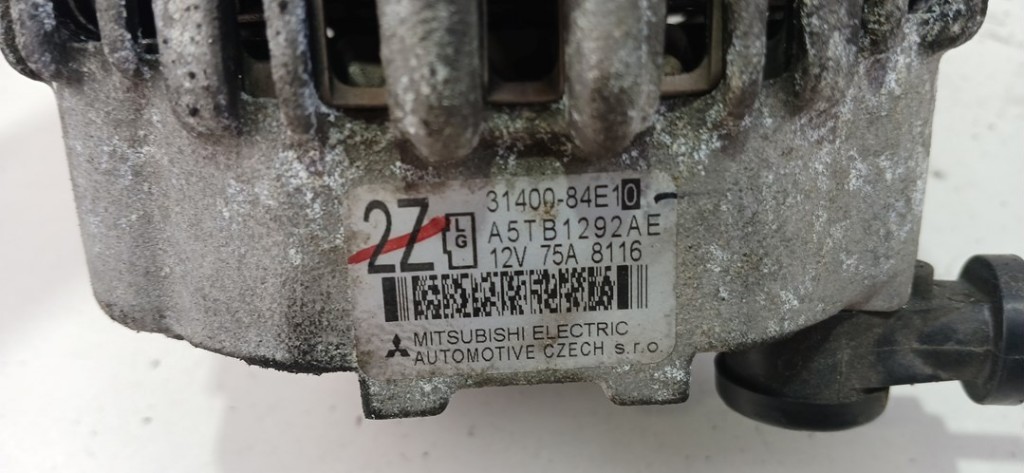 31400-84E10
2Z
LG
A5TB1292AE
12V 75A 8116
MITSUBISHI ELECTRIC
AUTOMOTIVE CZECH s.r.o.